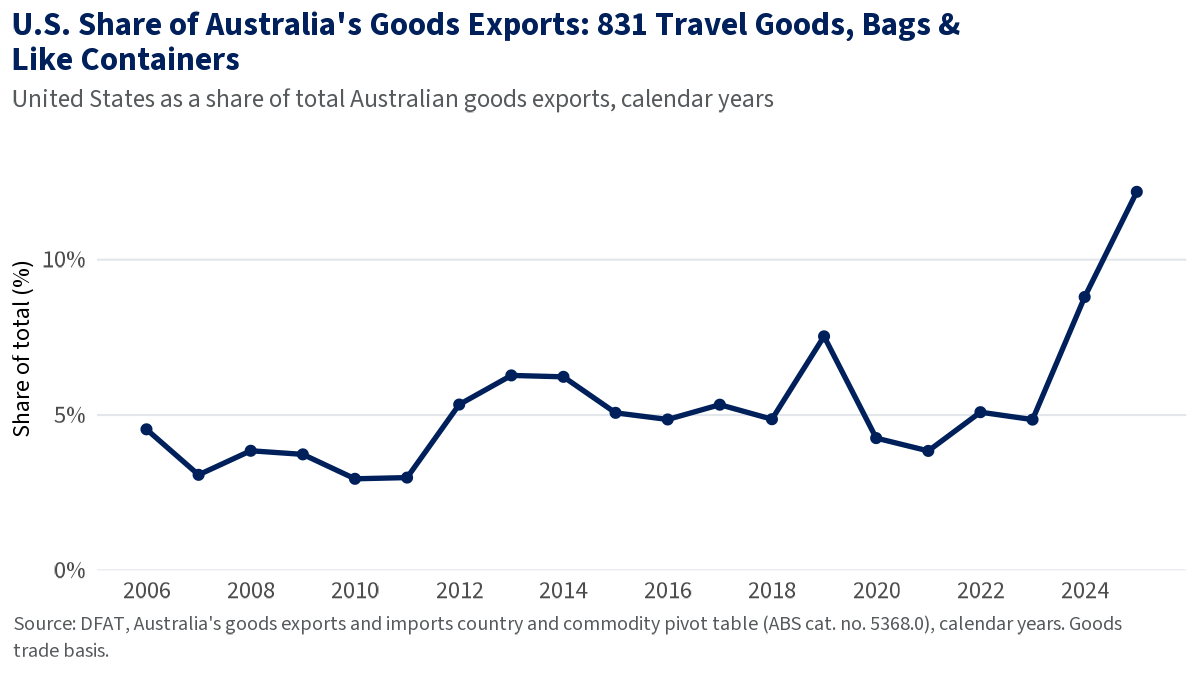 U.S. Share of Australia's Goods Exports: 831 Travel Goods, Bags &
Like Containers
United States as a share of total Australian goods exports, calendar years
Share of total (%)
10%
5%
0%
2006 2008 2010 2012 2014 2016 2018 2020 2022 2024
Source: DFAT, Australia's goods exports and imports country and commodity pivot table (ABS cat. no. 5368.0), calendar years. Goods
trade basis.